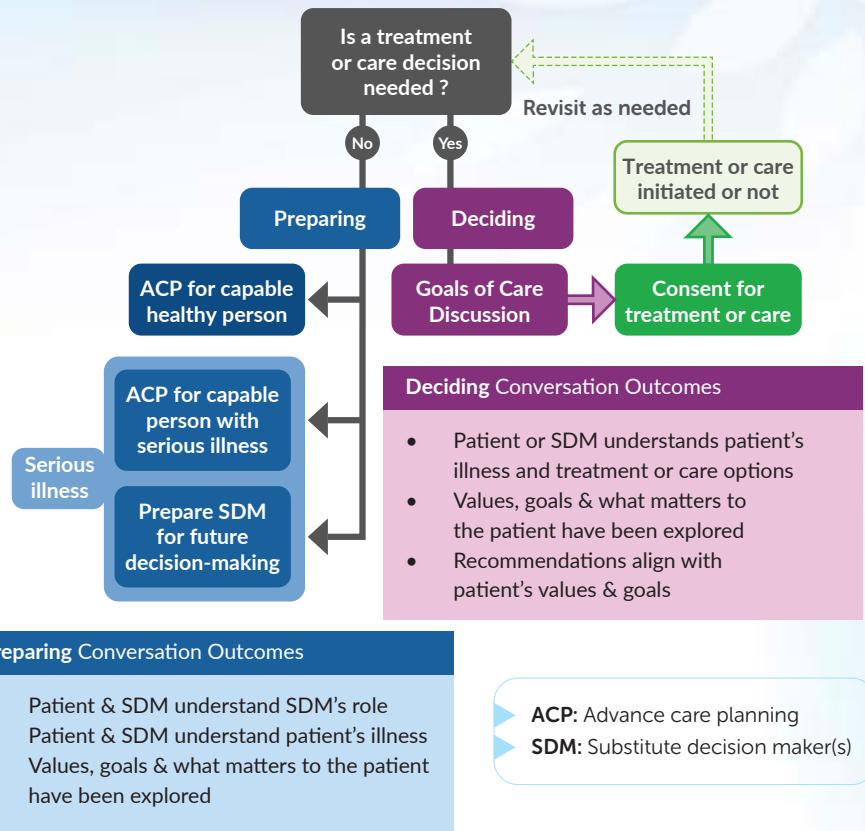 Is a treatment
or care decision
needed ?
Revisit as needed
No
Yes
Treatment or care
initiated or not
Preparing
Deciding
ACP for capable
healthy person
Goals of Care
Discussion
Consent for
treatment or care
ACP for capable
person with
serious illness
Serious
illness
Prepare SDM
for future
decision-making
Deciding Conversation Outcomes
• Patient or SDM understands patient's
illness and treatment or care options
• Values, goals & what matters to
the patient have been explored
• Recommendations align with
patient's values & goals
reparing Conversation Outcomes
Patient & SDM understand SDM's role
Patient & SDM understand patient's illness
Values, goals & what matters to the patient
have been explored
ACP: Advance care planning
SDM: Substitute decision maker(s)